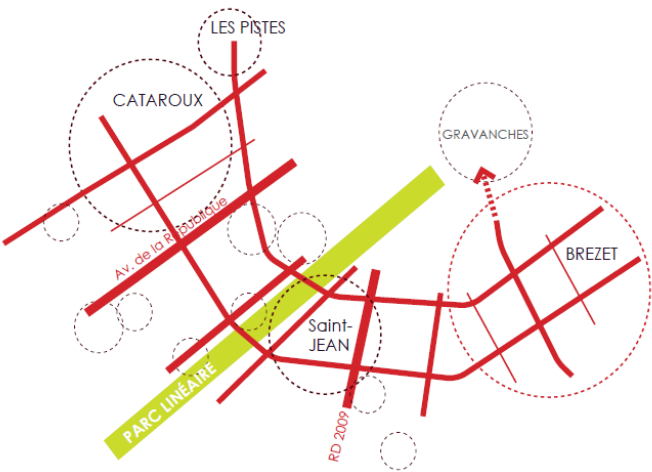 LES PISTES
CATAROUX
GRAVANCHES
Av. de la République
BREZET
Saint-
JEAN
PARC LINÉAIRE
RD 2009